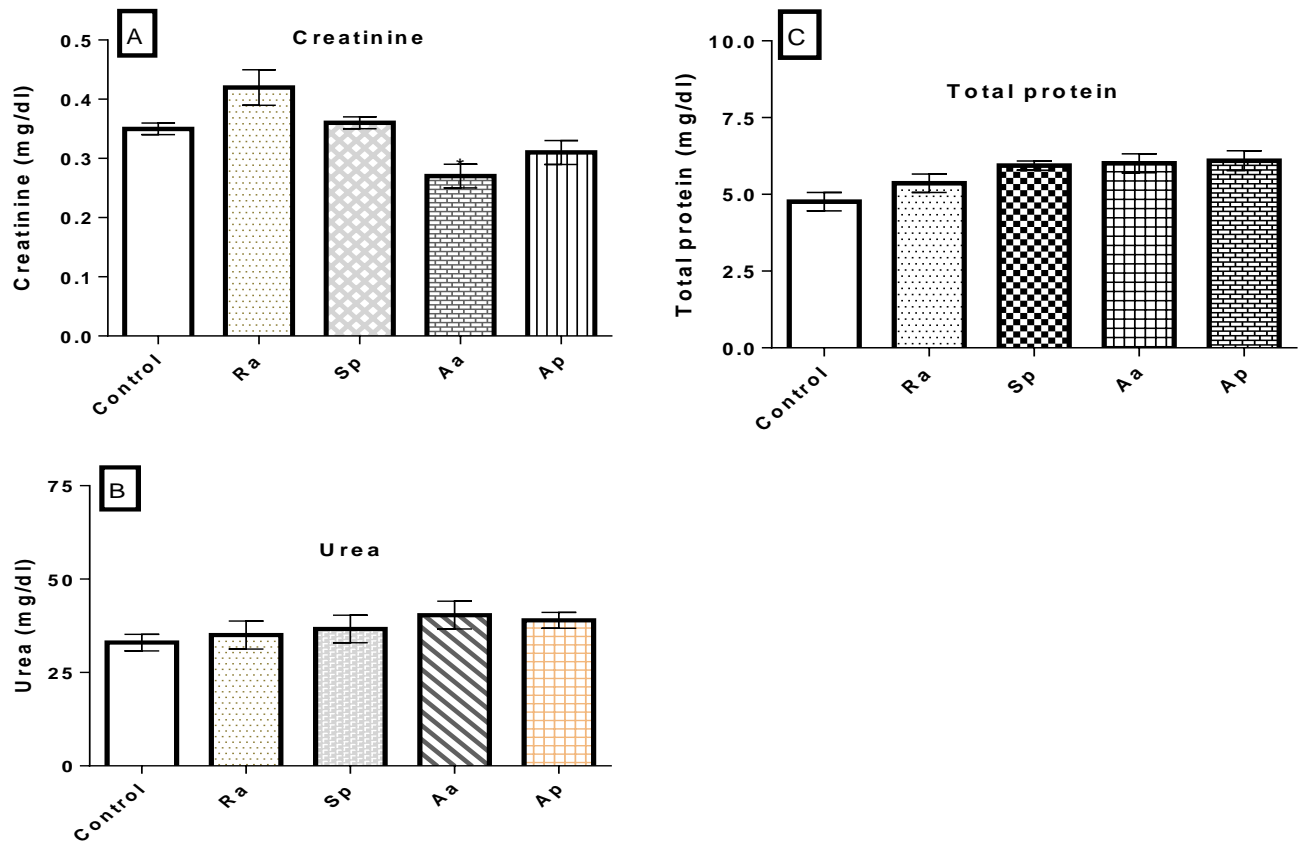 A
Creatinine
Creatinine (mg/dl)
0.5
0.4
0.3
0.2
0.1
0.0
*
Control
Ra
Sp
Aa
Ap
C
Total protein
Total protein (mg/dl)
10.0
7.5
5.0
2.5
0.0
Control
Ra
Sp
Aa
Ap
B
Urea
Urea (mg/dl)
75
50
25
0
Control
Ra
Sp
Aa
Ap